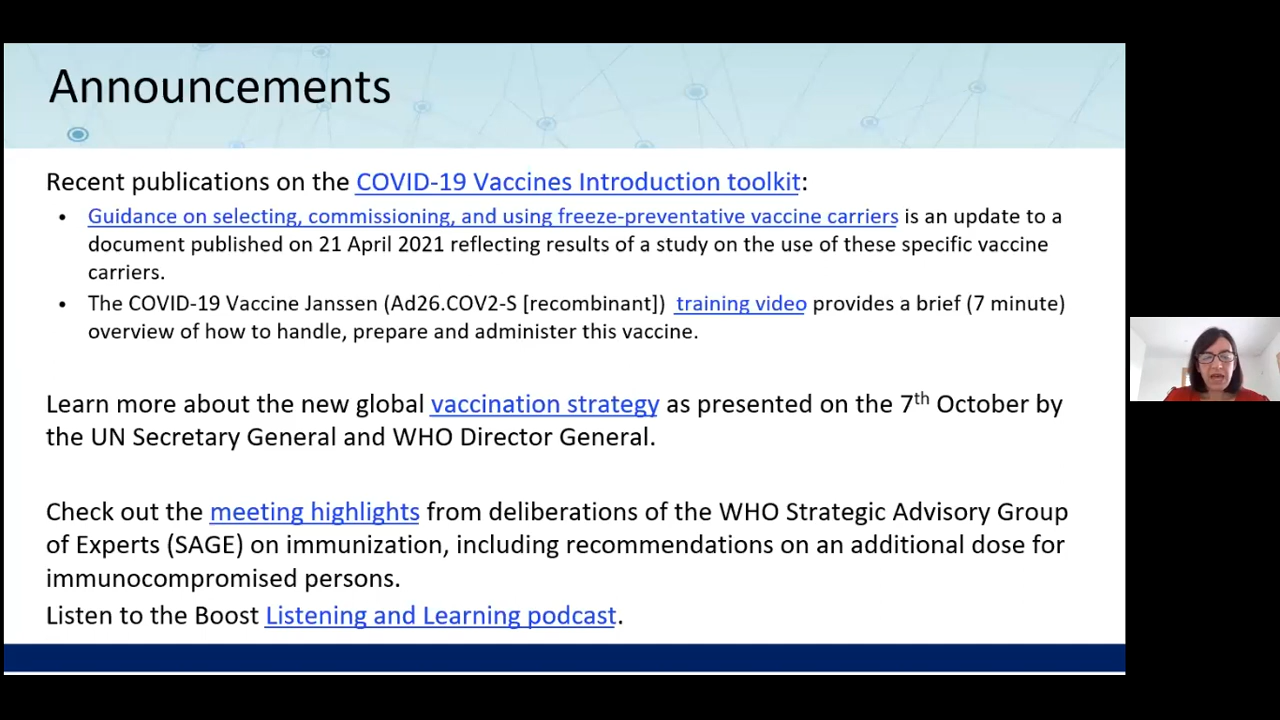 Announcements
Recent publications on the COVID-19 Vaccines Introduction toolkit:
• Guidance on selecting, commissioning, and using freeze-preventative vaccine carriers is an update to a
document published on 21 April 2021 reflecting results of a study on the use of these specific vaccine
carriers.
• The COVID-19 Vaccine Janssen (Ad26.COV2-S [recombinant]) training video provides a brief (7 minute)
overview of how to handle, prepare and administer this vaccine.
Learn more about the new global vaccination strategy as presented on the 7th October by
the UN Secretary General and WHO Director General.
Check out the meeting highlights from deliberations of the WHO Strategic Advisory Group
of Experts (SAGE) on immunization, including recommendations on an additional dose for
immunocompromised persons.
Listen to the Boost Listening and Learning podcast.